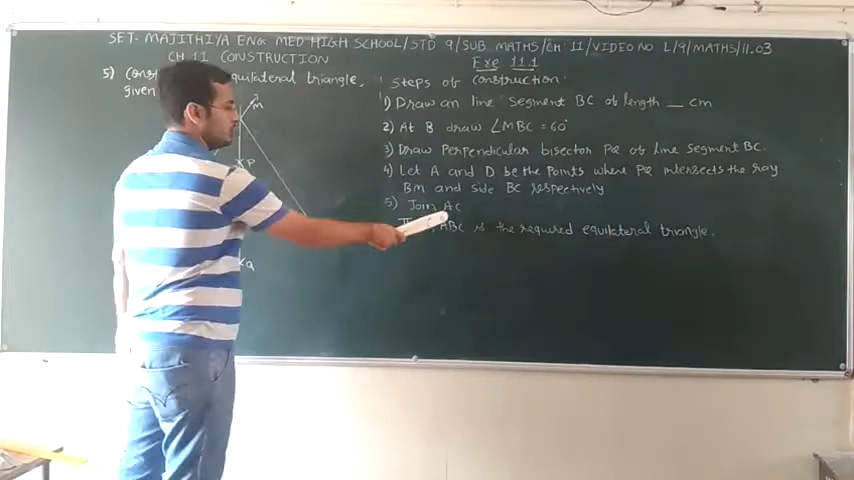 SET- MAJITHIYA ENG MED HIGH SCHOOL/STD 9/SUB MATHS/CH 11/VIDEO NO L/9/MATHS/11.03
CH 11 CONSTRUCTION
Exe 11.1
5) equilateral triangle,
given
M
P
Q
Steps of construction:
1) Draw an line segment BC of length __ cm
2) At B draw ∠MBC = 60°
3) Draw Perpendicular bisector PQ of line segment BC.
4) Let A and D be the points where PQ intersects the ray
BM and side BC respectively
5) Join AC
ABC is the required equilateral triangle.